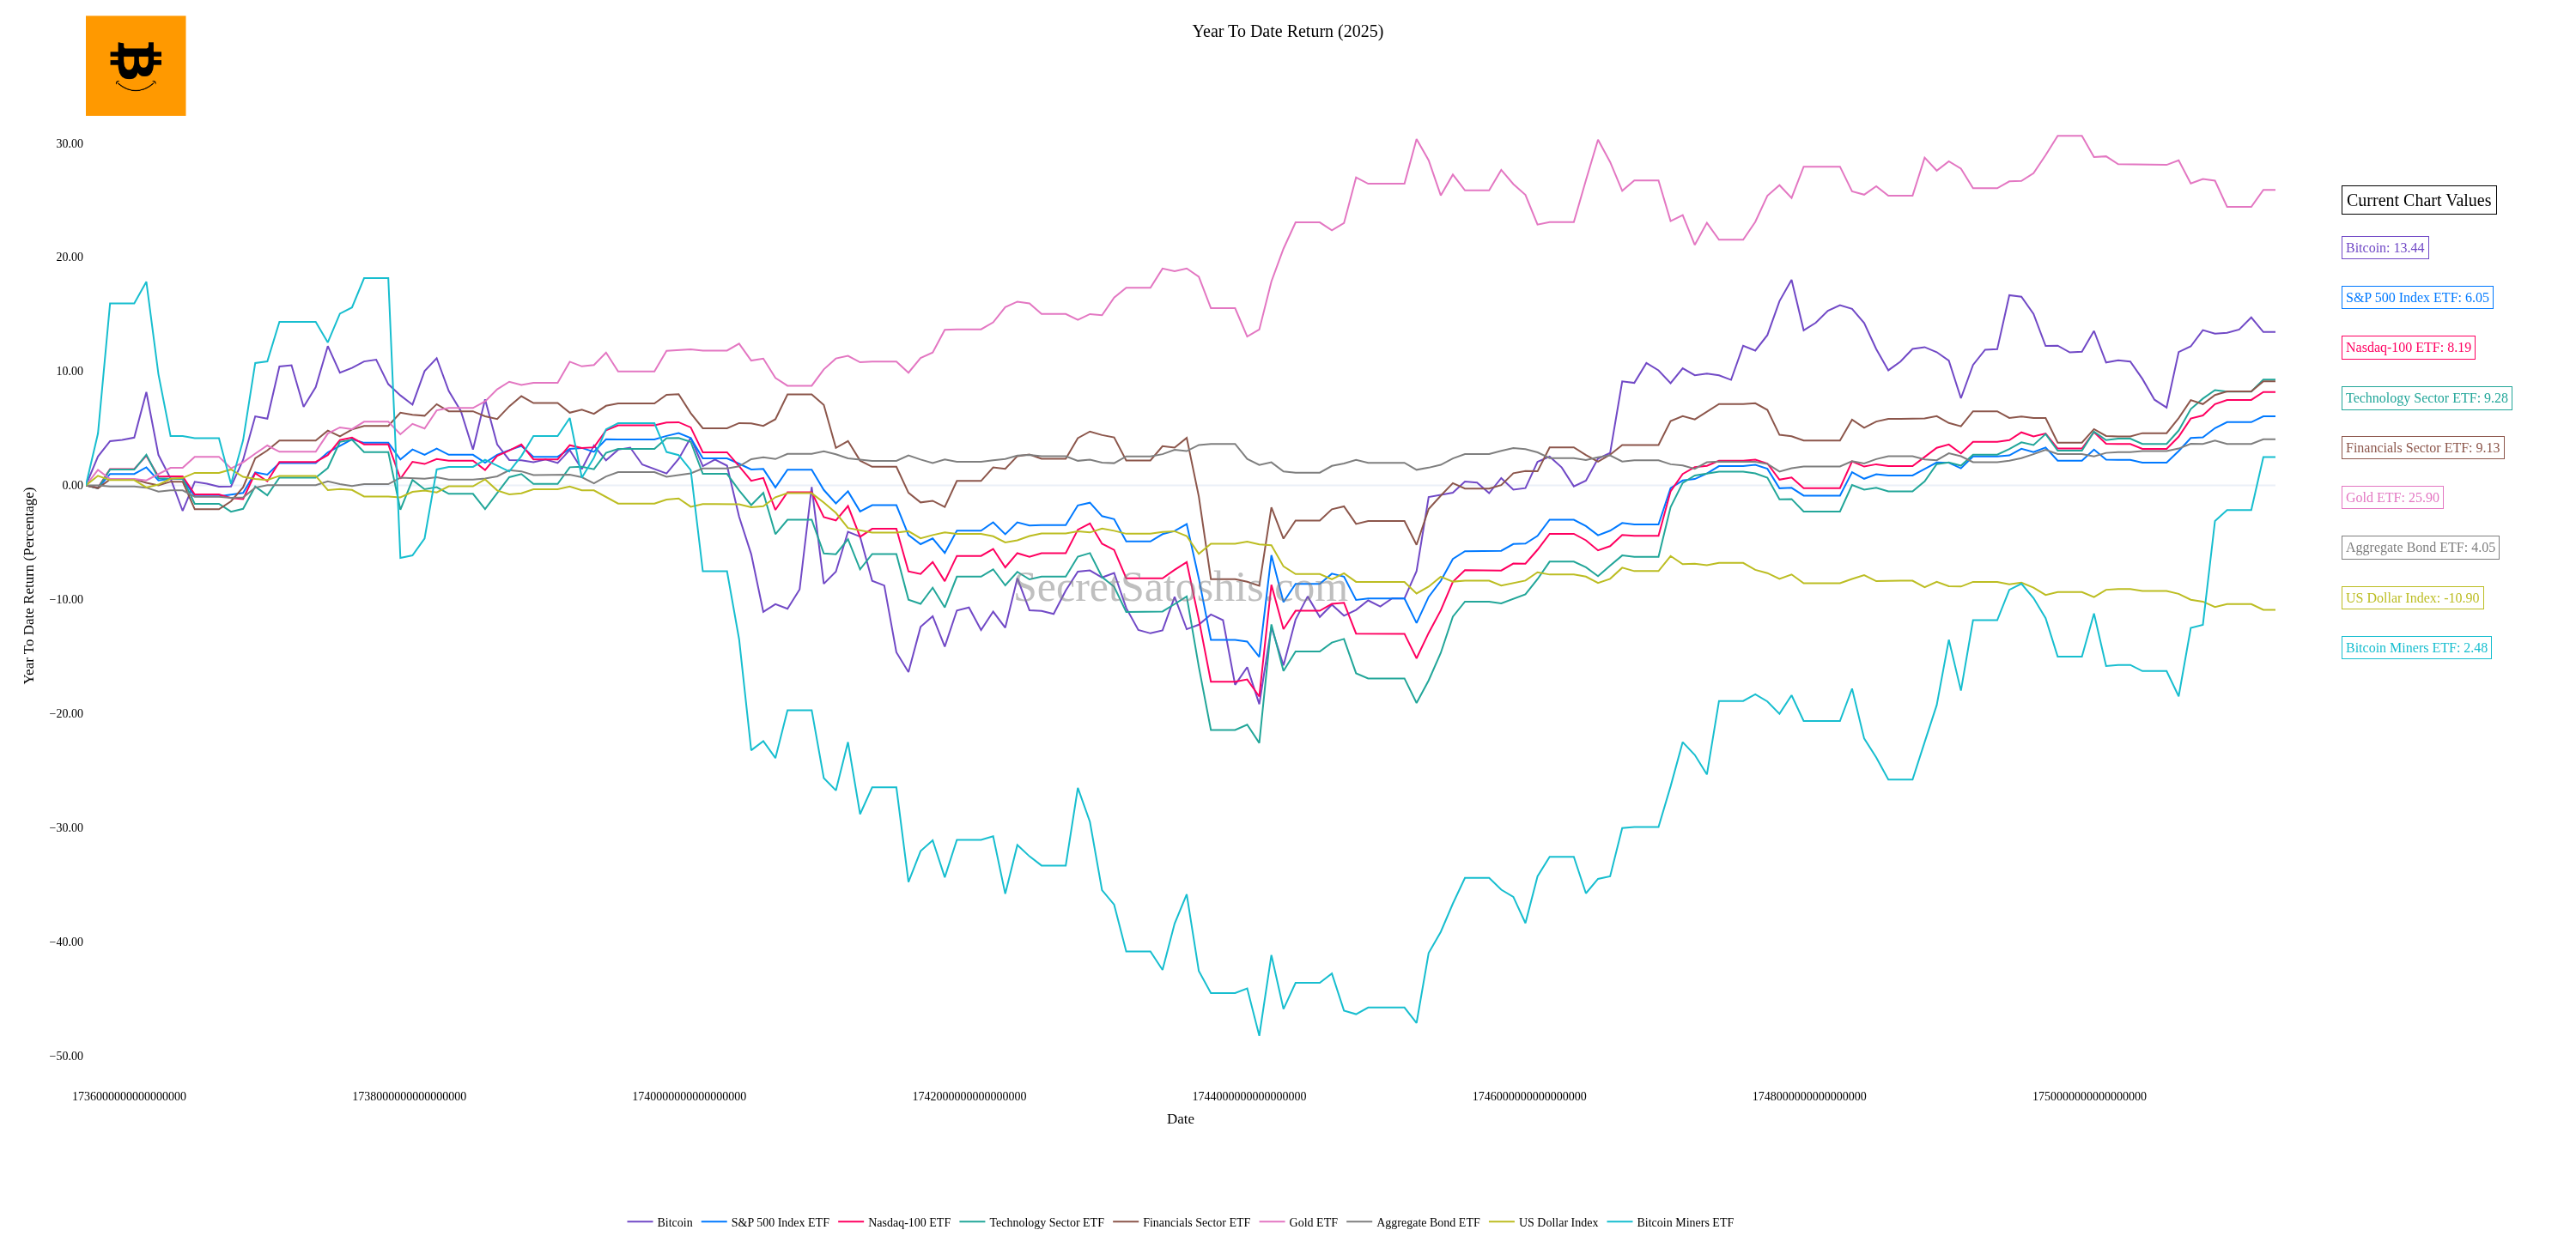 Year To Date Return (2025)
30.00
20.00
10.00
0.00
−10.00
−20.00
−30.00
−40.00
−50.00
Year To Date Return (Percentage)
SecretSatoshis.com
Current Chart Values
Bitcoin: 13.44
S&P 500 Index ETF: 6.05
Nasdaq-100 ETF: 8.19
Technology Sector ETF: 9.28
Financials Sector ETF: 9.13
Gold ETF: 25.90
Aggregate Bond ETF: 4.05
US Dollar Index: -10.90
Bitcoin Miners ETF: 2.48
1736000000000000000 1738000000000000000 1740000000000000000 1742000000000000000 1744000000000000000 1746000000000000000 1748000000000000000 1750000000000000000
Date
Bitcoin S&P 500 Index ETF Nasdaq-100 ETF Technology Sector ETF Financials Sector ETF Gold ETF Aggregate Bond ETF US Dollar Index Bitcoin Miners ETF